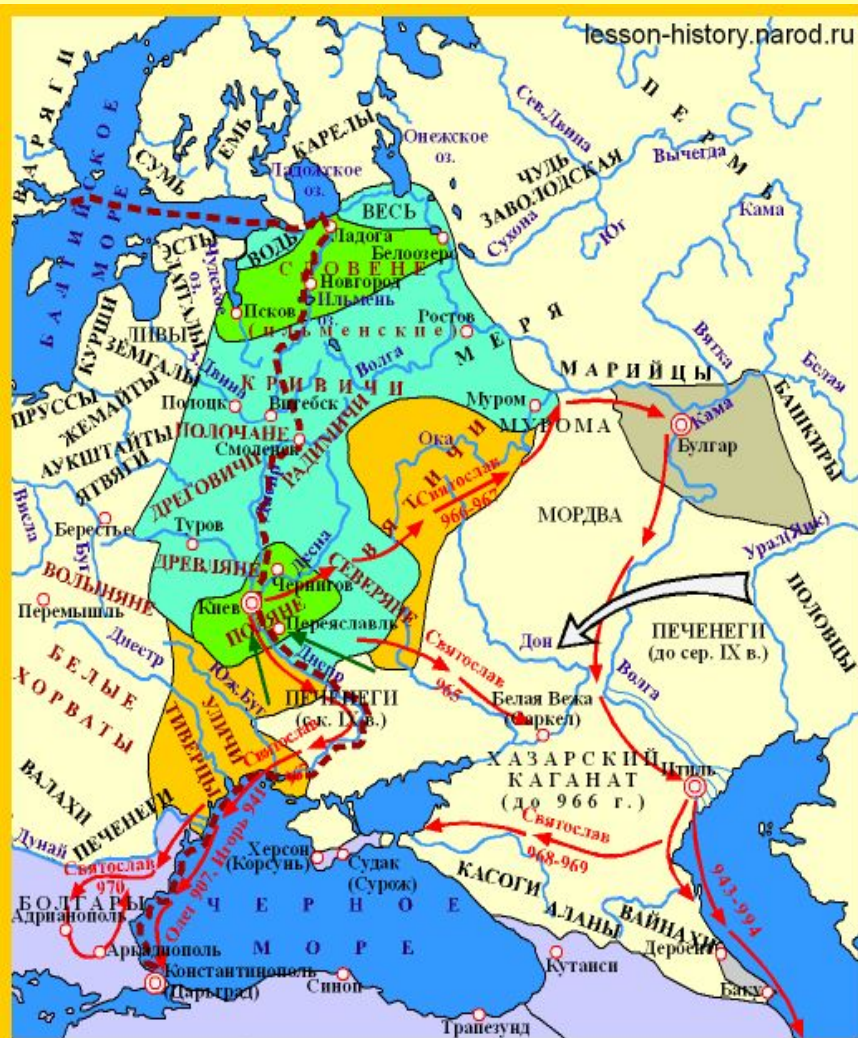 lesson-history.narod.ru
ВАРЯГИ
БАЛТИЙСКОЕ
МОРЕ
СУМЬ
ЕМЬ
КАРЕЛЫ
Ладожское
оз.
Онежское
оз.
Сев.Двина
ПЕРМЬ
Вычегда
ЧУДЬ
ЗАВОЛОДСКАЯ
Сухона
Юг
Кама
ВЕСЬ
Ладога
Белоозеро
ВОДЬ
ЭСТЫ
Чудское
оз.
СЛОВЕНЕ
Новгород
Ильмень
оз.
(ильменские)
Псков
Ростов
МЕРЯ
ЛАТГАЛЫ
ЛИВЫ
КУРШИ
ЗЕМГАЛЫ
З.Двина
Волга
КРИВИЧИ
Вятка
Белая
МАРИЙЦЫ
БАШКИРЫ
ПРУССЫ
ЖЕМАЙТЫ
АУКШТАЙТЫ
ЯТВЯГИ
Полоцк
Витебск
ПОЛОЧАНЕ
Смоленск
РАДИМИЧИ
ДРЕГОВИЧИ
Днепр
Муром
МУРОМА
Кама
Булгар
Ока
ВЯТИЧИ
Святослав
966-967
МОРДВА
Висла
Берестье
Буг
Туров
ДРЕВЛЯНЕ
Десна
Чернигов
СЕВЕРЯНЕ
Урал(Яик)
ПОЛОВЦЫ
ВОЛЫНЯНЕ
Перемышль
Киев
ПОЛЯНЕ
Переяславль
Днепр
Днестр
БЕЛЫЕ
ХОРВАТЫ
Юж.Буг
ПЕЧЕНЕГИ
(с к. IX в.)
Святослав
965
Дон
ПЕЧЕНЕГИ
(до сер. IX в.)
Волга
Белая Вежа
(Саркел)
УЛИЧИ
ТИВЕРЦЫ
Святослав
ХАЗАРСКИЙ
КАГАНАТ
(до 966 г.)
Итиль
ВАЛАХИ
ПЕЧЕНЕГИ
Дунай
Святослав
970
Олег 907. Игорь 941
Херсон
(Корсунь)
Судак
(Сурож)
Святослав
968-969
943-994
КАСОГИ
АЛАНЫ
ВАЙНАХИ
БОЛГАРЫ
Адрианополь
Аркадиополь
ЧЕРНОЕ
МОРЕ
Константинополь
(Царьград)
Синоп
Трапезунд
Кутаиси
Дербент
Баку